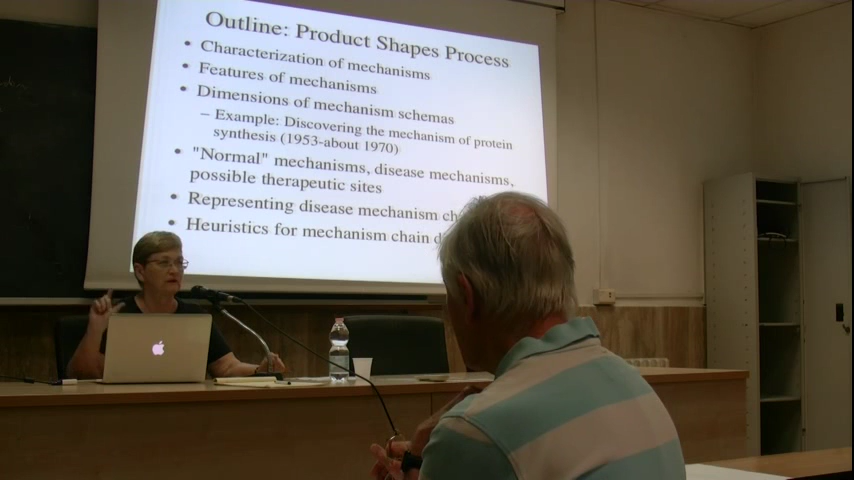 Outline: Product Shapes Process
• Characterization of mechanisms
• Features of mechanisms
• Dimensions of mechanism schemas
– Example: Discovering the mechanism of protein
synthesis (1953-about 1970)
• "Normal" mechanisms, disease mechanisms,
possible therapeutic sites
• Representing disease mechanism
• Heuristics for mechanism chain